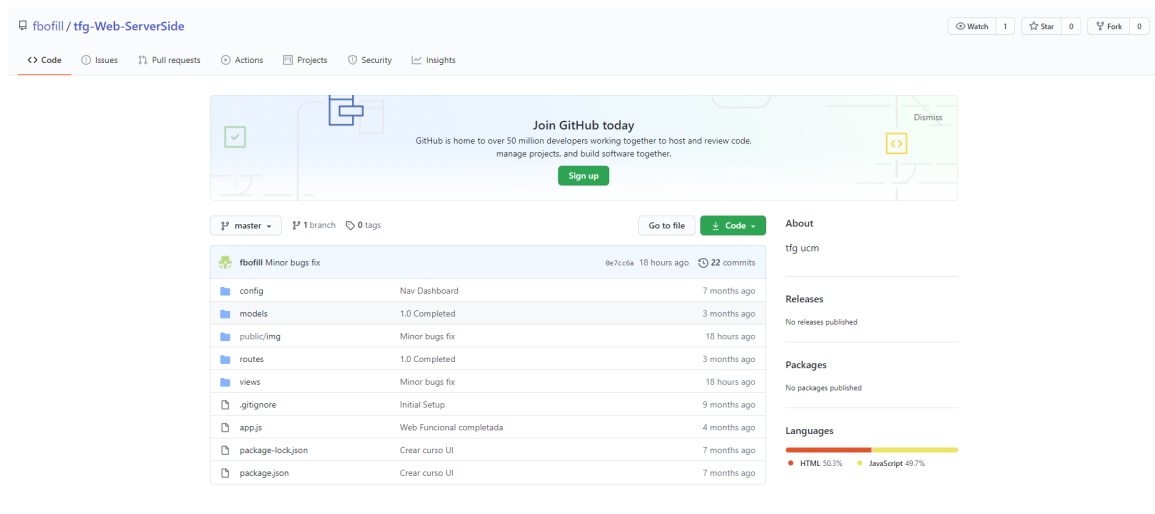 fbofill / tfg-Web-ServerSide
Watch 1 Star 0 Fork 0
Code Issues Pull requests Actions Projects Security Insights
Join GitHub today
Dismiss
GitHub is home to over 50 million developers working together to host and review code,
manage projects, and build software together.
Sign up
master 1 branch 0 tags Go to file Code
fbofill Minor bugs fix 0e7cc6a 18 hours ago 22 commits
config Nav Dashboard 7 months ago
models 1.0 Completed 3 months ago
public/img Minor bugs fix 18 hours ago
routes 1.0 Completed 3 months ago
views Minor bugs fix 18 hours ago
.gitignore Initial Setup 9 months ago
app.js Web Funcional completada 4 months ago
package-lock.json Crear curso UI 7 months ago
package.json Crear curso UI 7 months ago
About
tfg ucm
Releases
No releases published
Packages
No packages published
Languages
HTML 50.3% JavaScript 49.7%